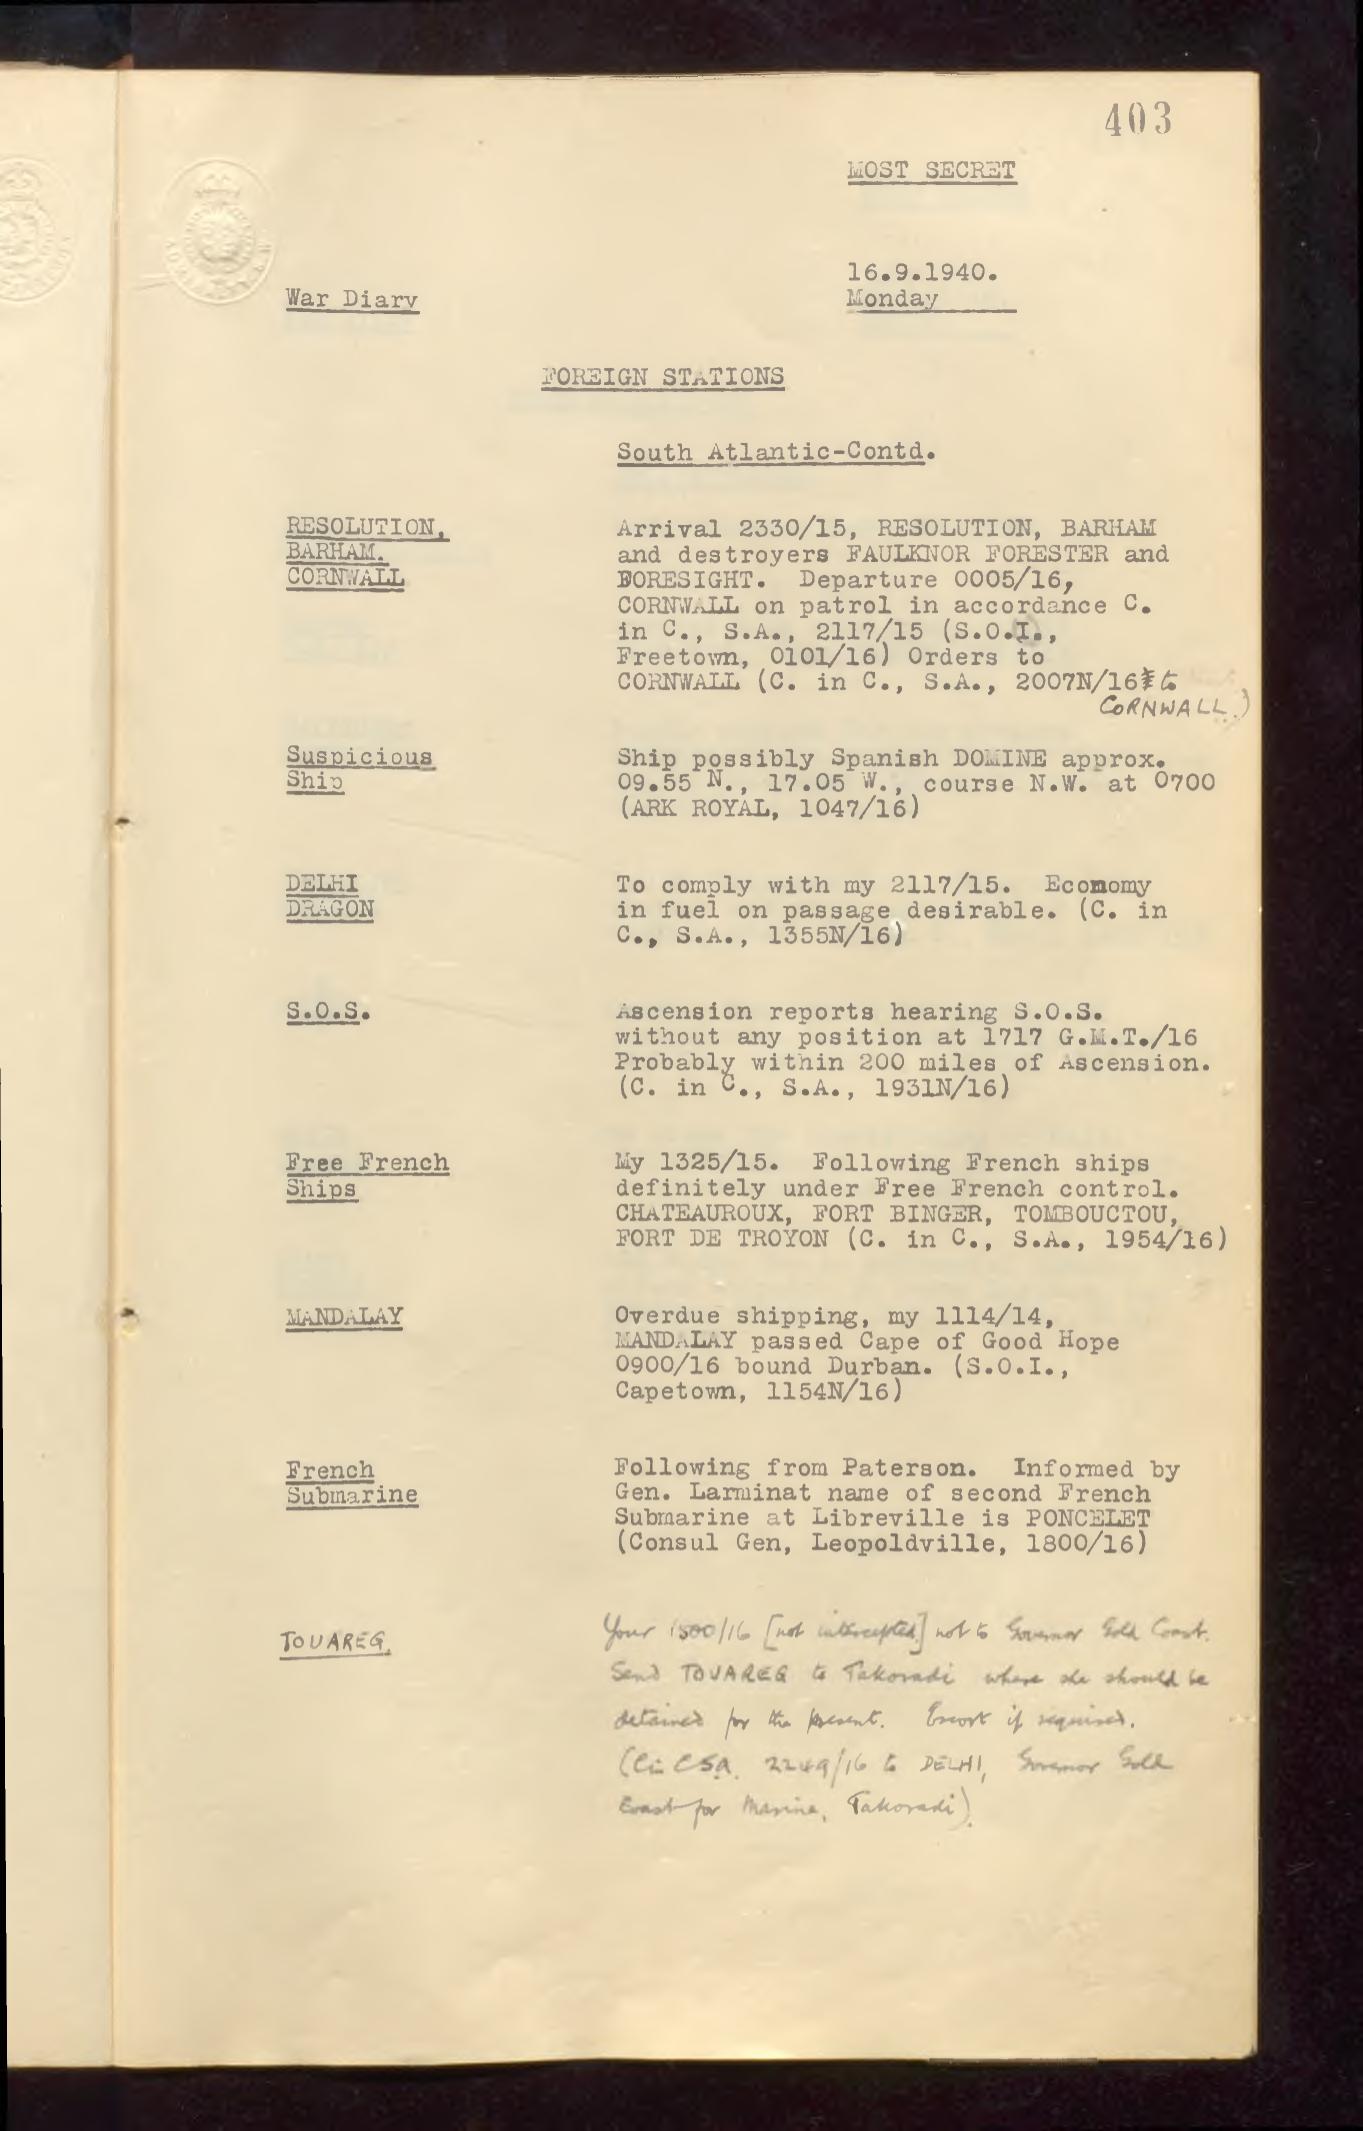 403
MOST SECRET
16.9.1940.
War Diary
Monday
FOREIGN STATIONS
South Atlantic-Contd.
RESOLUTION,
BARHAM.
CORNWALL
Arrival 2330/15, RESOLUTION, BARHAM
and destroyers FAULKNOR FORESTER and
FORESIGHT. Departure 0005/16,
CORNWALL on patrol in accordance C.
in C., S.A., 2117/15 (S.O.I.,
Freetown, 0101/16) Orders to
CORNWALL (C. in C., S.A., 2007N/16 to
CORNWALL.)
Suspicious
Ship
Ship possibly Spanish DOMINE approx.
09.55 N., 17.05 W., course N.W. at 0700
(ARK ROYAL, 1047/16)
DELHI
DRAGON
To comply with my 2117/15. Economy
in fuel on passage desirable. (C. in
C., S.A., 1355N/16)
S.O.S.
Ascension reports hearing S.O.S.
without any position at 1717 G.M.T./16
Probably within 200 miles of Ascension.
(C. in C., S.A., 1931N/16)
Free French
Ships
My 1325/15. Following French ships
definitely under Free French control.
CHATEAUROUX, FORT BINGER, TOMBOUCTOU,
FORT DE TROYON (C. in C., S.A., 1954/16)
MANDALAY
Overdue shipping, my 1114/14,
MANDALAY passed Cape of Good Hope
0900/16 bound Durban. (S.O.I.,
Capetown, 1154N/16)
French
Submarine
Following from Paterson. Informed by
Gen. Larminat name of second French
Submarine at Libreville is PONCELET
(Consul Gen, Leopoldville, 1800/16)
TOUAREG.
Your 1500/16 [not intercepted] not to Governor Gold Coast.
Send TOUAREG to Takoradi where she should be
detained for the present. Escort if required.
(C in C S.A. 2249/16 to DELHI, Governor Gold
Coast for Marine, Takoradi).